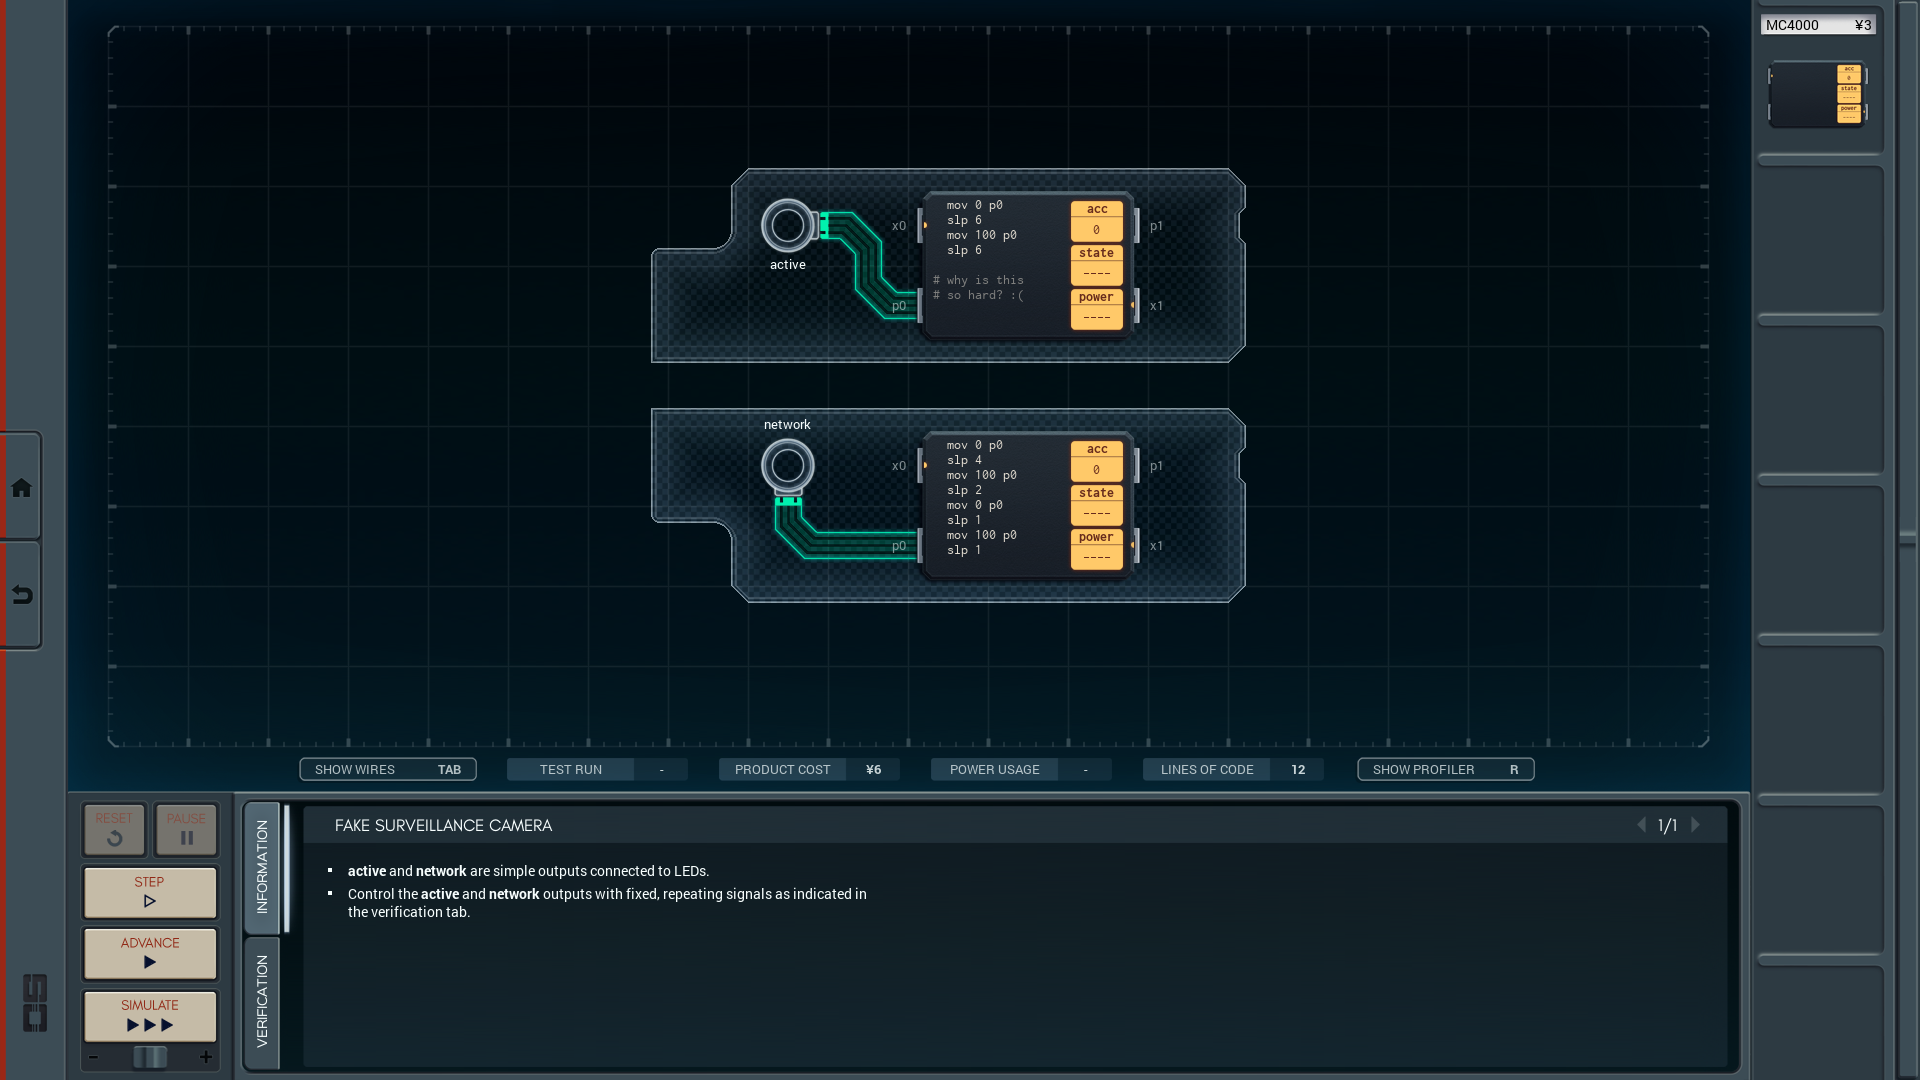 MC4000 ¥3
acc
0
state
----
power
----
mov 0 p0
slp 6
mov 100 p0
slp 6
# why is this
# so hard? :(
acc
0
state
----
power
----
x0
p0
p1
x1
active
network
mov 0 p0
slp 4
mov 100 p0
slp 2
mov 0 p0
slp 1
mov 100 p0
slp 1
acc
0
state
----
power
----
x0
p0
p1
x1
SHOW WIRES TAB
TEST RUN -
PRODUCT COST ¥6
POWER USAGE -
LINES OF CODE 12
SHOW PROFILER R
RESET
PAUSE
STEP
ADVANCE
SIMULATE
- +
INFORMATION
VERIFICATION
FAKE SURVEILLANCE CAMERA
1/1
▪ active and network are simple outputs connected to LEDs.
▪ Control the active and network outputs with fixed, repeating signals as indicated in
the verification tab.